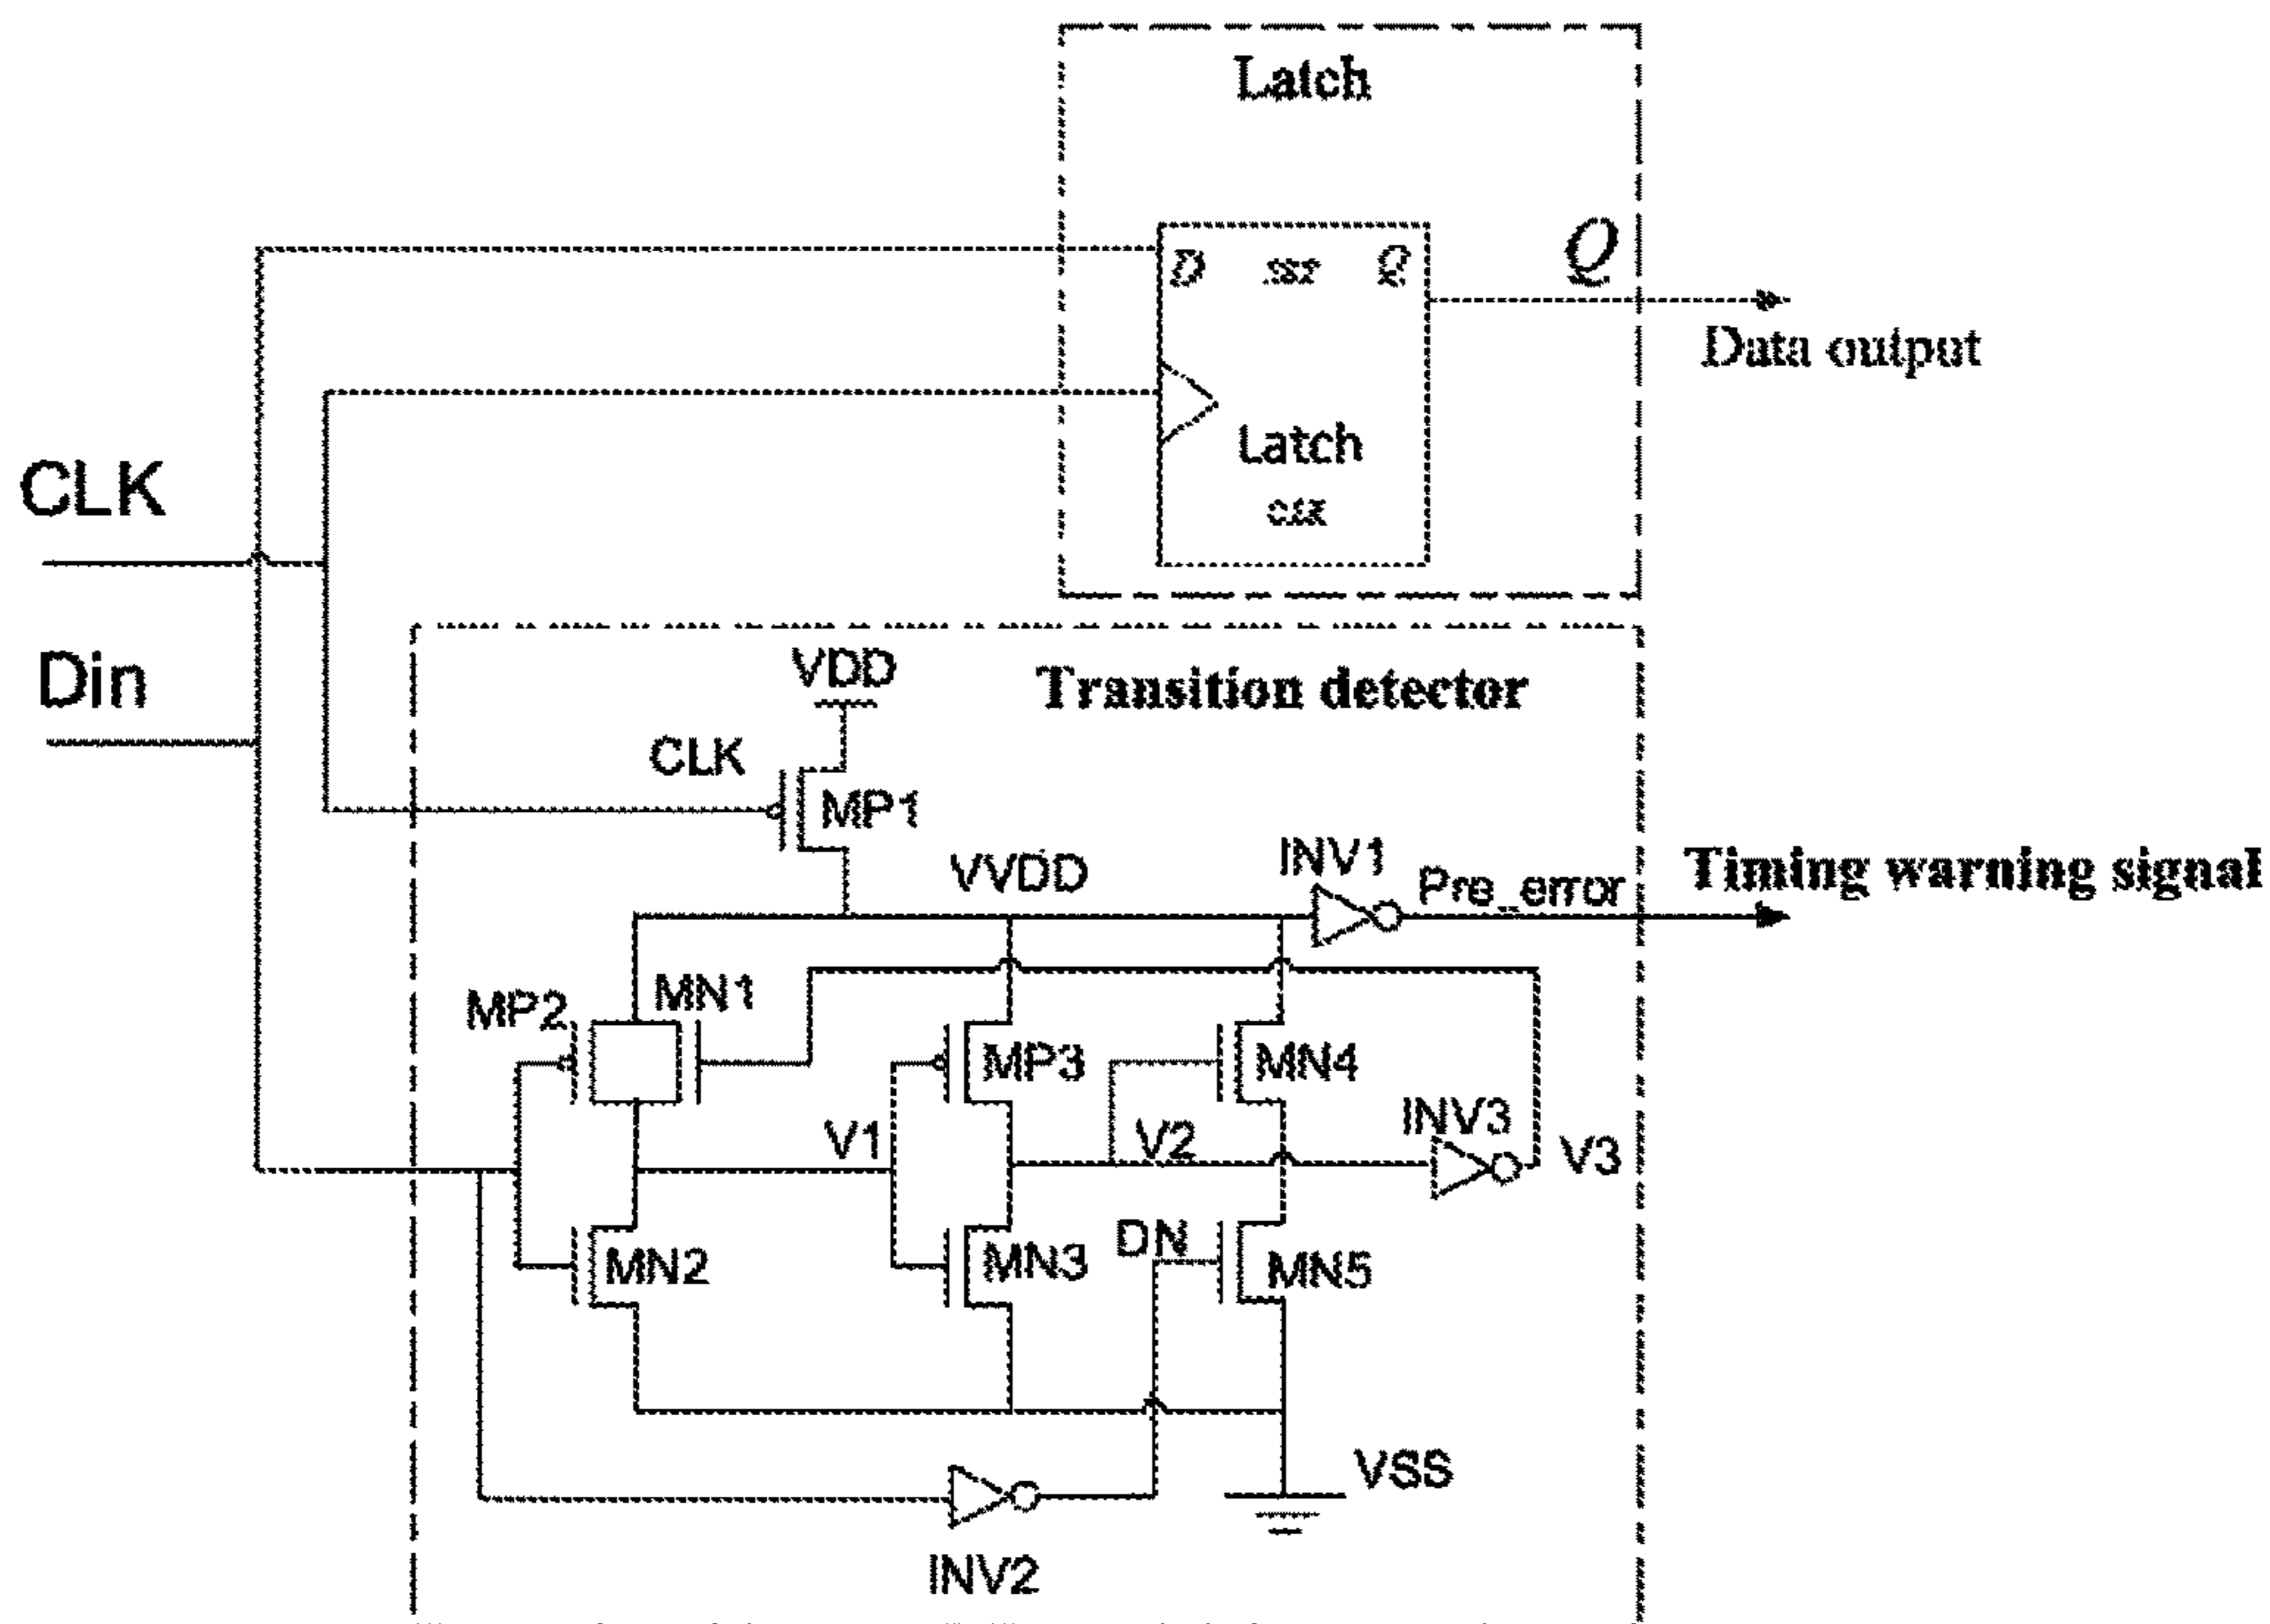 Latch
D Q
Q
Data output
Latch
CLK
Din
VDD
Transition detector
CLK
MP1
VVDD
INV1
Pre_error
Timing warning signal
MP2
MN1
MP3
MN4
V1
V2
INV3
V3
MN2
MN3
DN
MN5
VSS
INV2